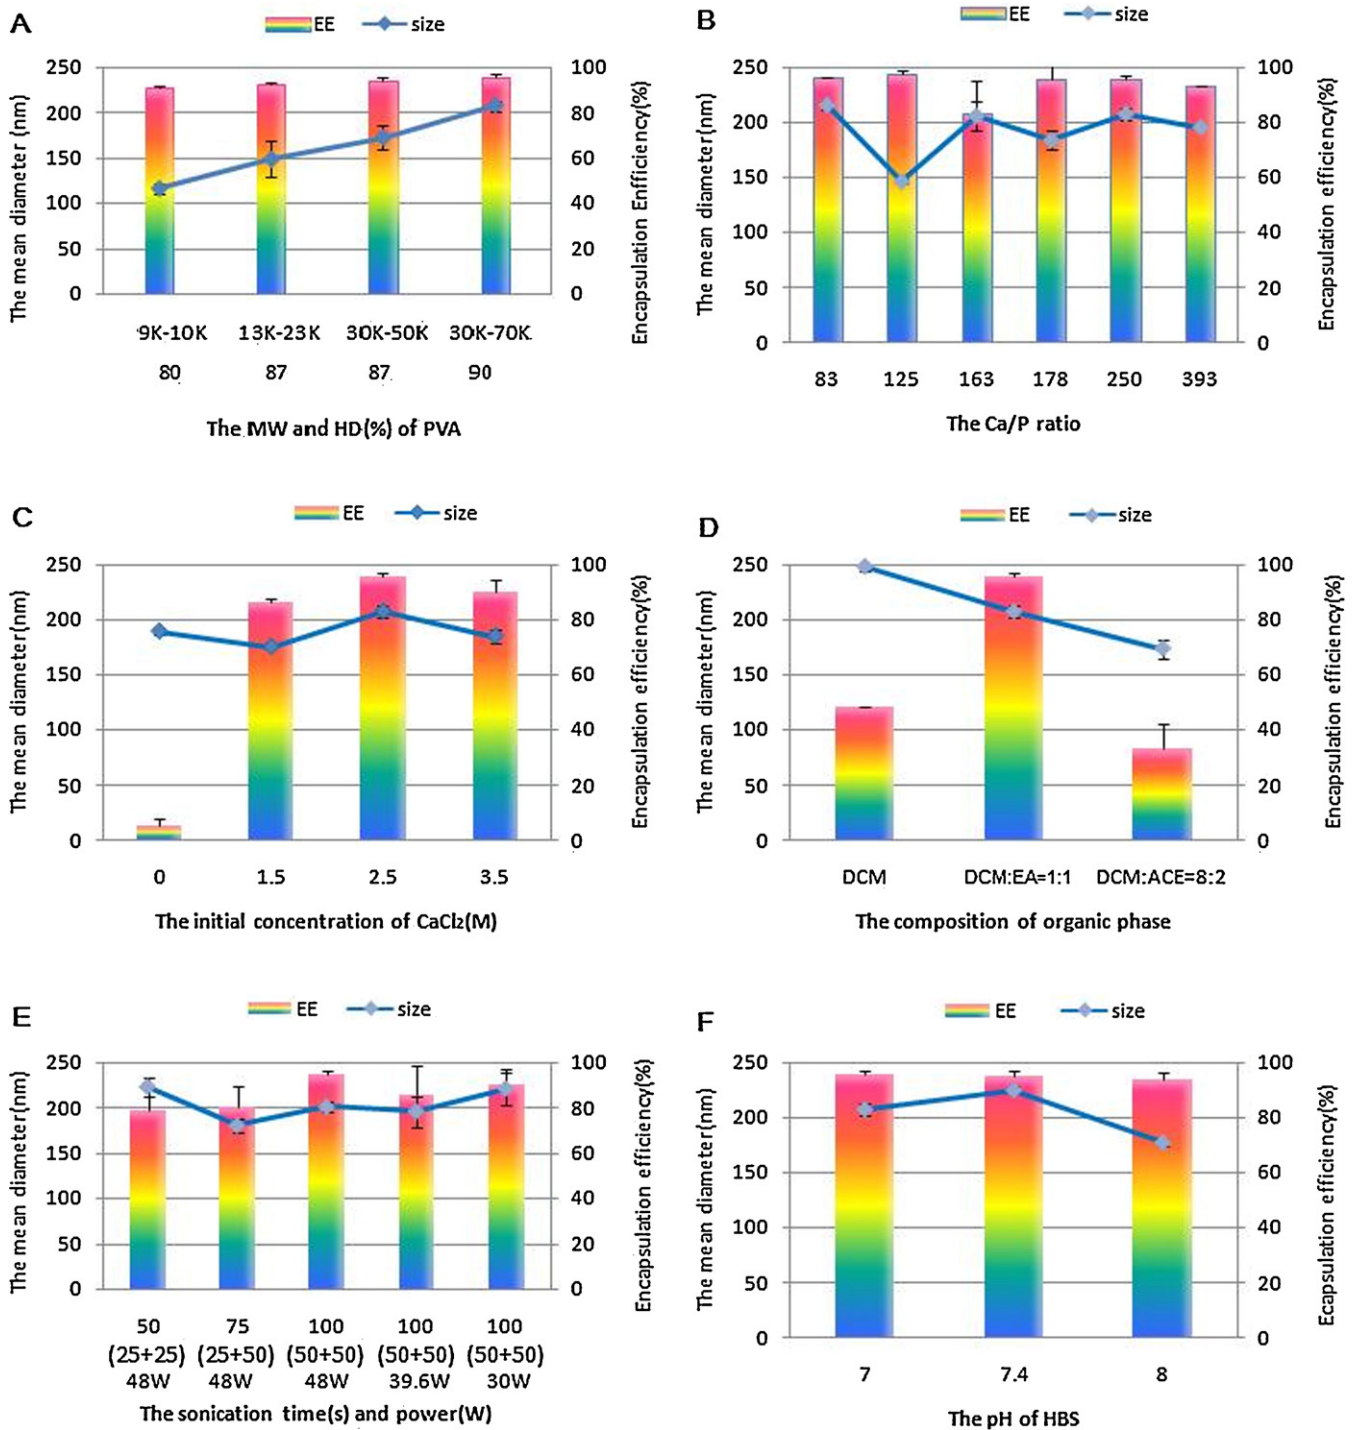 A
EE size
The mean diameter (nm)
250
200
150
100
50
0
100
80
60
40
20
0
Encapsulation Enfficiency(%)
9K-10K 13K-23K 30K-50K 30K-70K
80 87 87 90
The MW and HD(%) of PVA
B
EE size
The mean diameter(nm)
250
200
150
100
50
0
100
80
60
40
20
0
Encapsulation efficiency(%)
83 125 163 178 250 393
The Ca/P ratio
C
EE size
The mean diameter(nm)
250
200
150
100
50
0
100
80
60
40
20
0
Encapsulation efficiency(%)
0 1.5 2.5 3.5
The initial concentration of CaCl2(M)
D
EE size
The mean diameter(nm)
250
200
150
100
50
0
100
80
60
40
20
0
Encapsulation efficiency(%)
DCM DCM:EA=1:1 DCM:ACE=8:2
The composition of organic phase
E
EE size
The mean diameter(nm)
250
200
150
100
50
0
100
80
60
40
20
0
Encapsulation efficiency(%)
50 75 100 100 100
(25+25) (25+50) (50+50) (50+50) (50+50)
48W 48W 48W 39.6W 30W
The sonication time(s) and power(W)
F
EE size
The mean diameter(nm)
250
200
150
100
50
0
100
80
60
40
20
0
Ecapsulation efficiency(%)
7 7.4 8
The pH of HBS